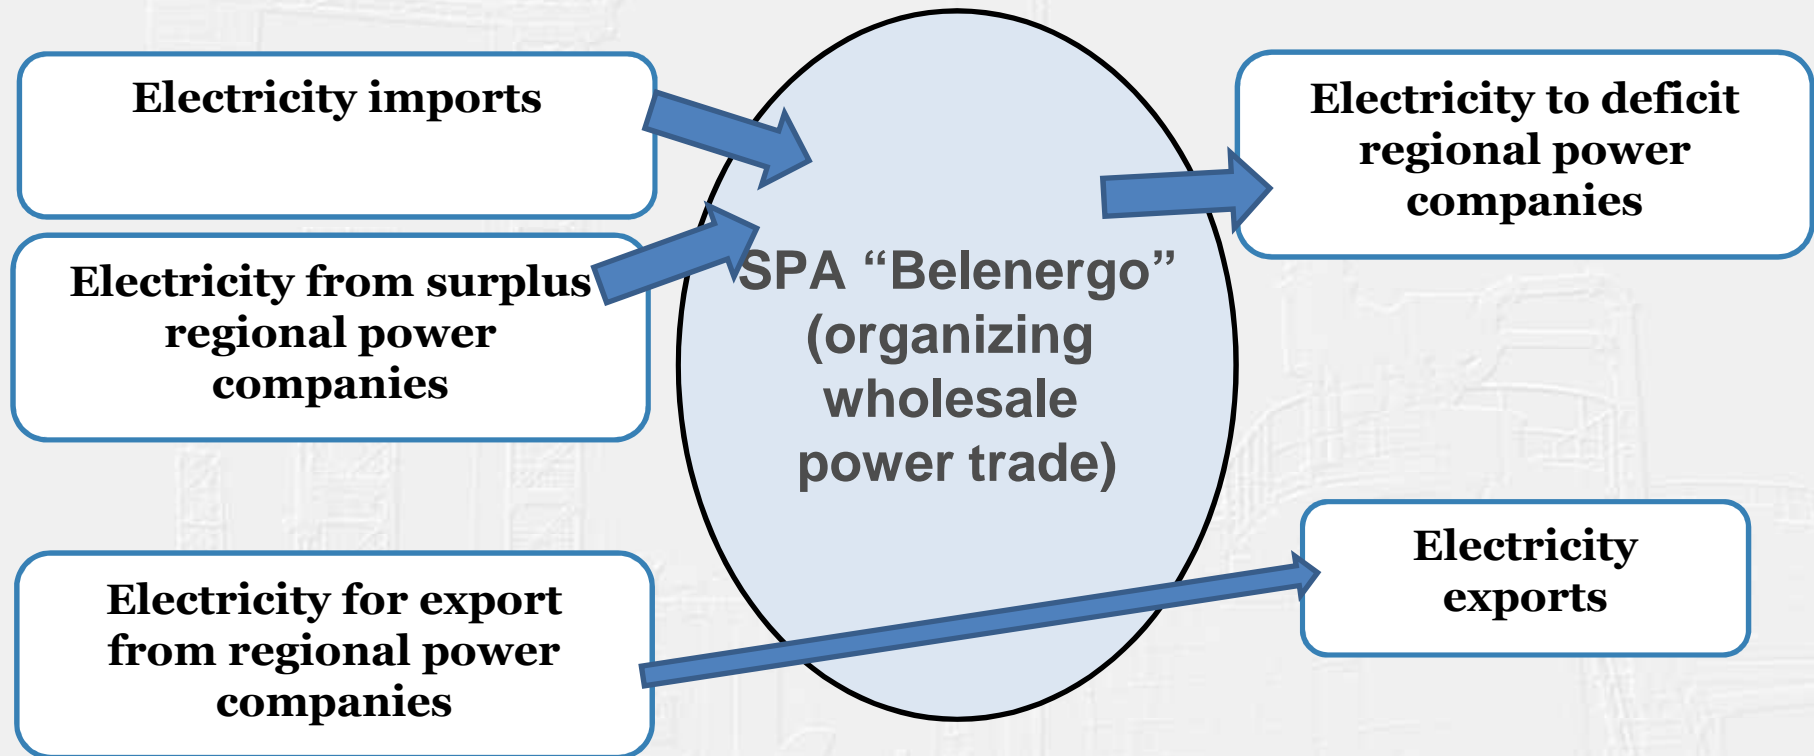 Electricity imports
Electricity from surplus
regional power
companies
Electricity for export
from regional power
companies
SPA “Belenergo”
(organizing
wholesale
power trade)
Electricity to deficit
regional power
companies
Electricity
exports